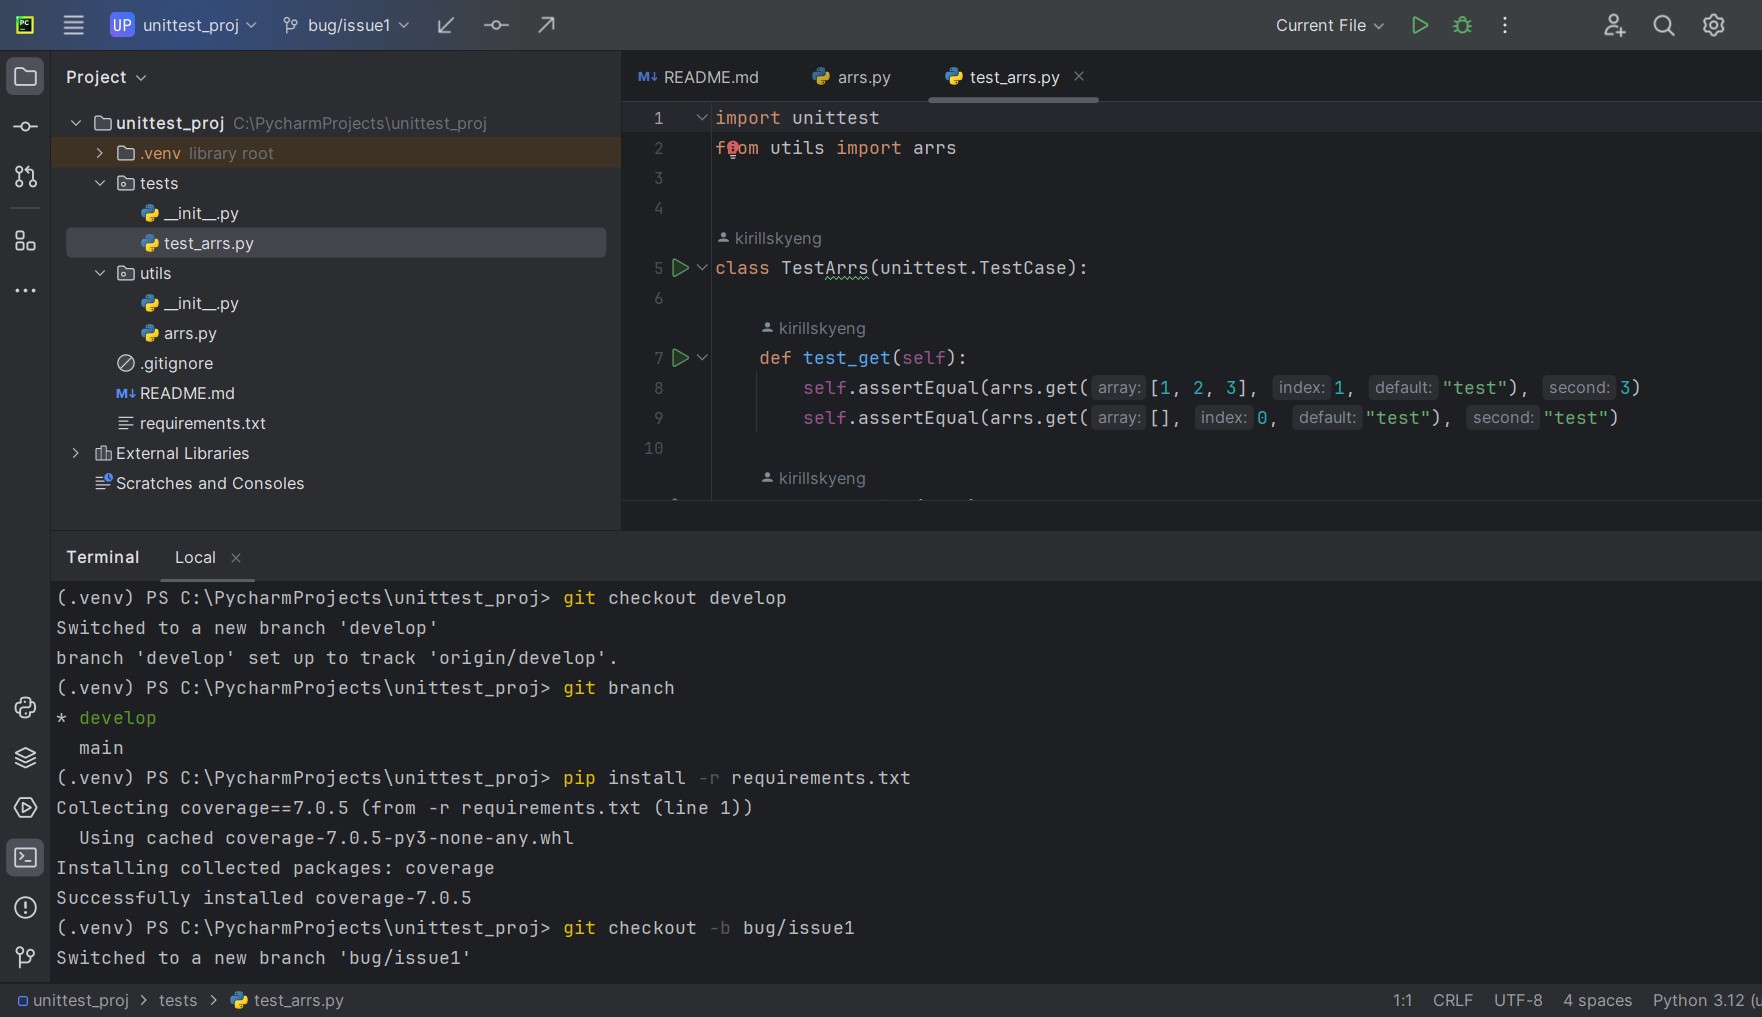 PC UP unittest_proj bug/issue1 Current File
Project
unittest_proj C:\PycharmProjects\unittest_proj
.venv library root
tests
__init__.py
test_arrs.py
utils
__init__.py
arrs.py
.gitignore
M↓ README.md
requirements.txt
External Libraries
Scratches and Consoles
M↓ README.md arrs.py test_arrs.py
1 import unittest
2 from utils import arrs
3
4
kirillskyeng
5 class TestArrs(unittest.TestCase):
6
kirillskyeng
7 def test_get(self):
8 self.assertEqual(arrs.get( array: [1, 2, 3], index: 1, default: "test"), second: 3)
9 self.assertEqual(arrs.get( array: [], index: 0, default: "test"), second: "test")
10
kirillskyeng
Terminal Local
(.venv) PS C:\PycharmProjects\unittest_proj> git checkout develop
Switched to a new branch 'develop'
branch 'develop' set up to track 'origin/develop'.
(.venv) PS C:\PycharmProjects\unittest_proj> git branch
* develop
main
(.venv) PS C:\PycharmProjects\unittest_proj> pip install -r requirements.txt
Collecting coverage==7.0.5 (from -r requirements.txt (line 1))
Using cached coverage-7.0.5-py3-none-any.whl
Installing collected packages: coverage
Successfully installed coverage-7.0.5
(.venv) PS C:\PycharmProjects\unittest_proj> git checkout -b bug/issue1
Switched to a new branch 'bug/issue1'
unittest_proj > tests > test_arrs.py 1:1 CRLF UTF-8 4 spaces Python 3.12 (u